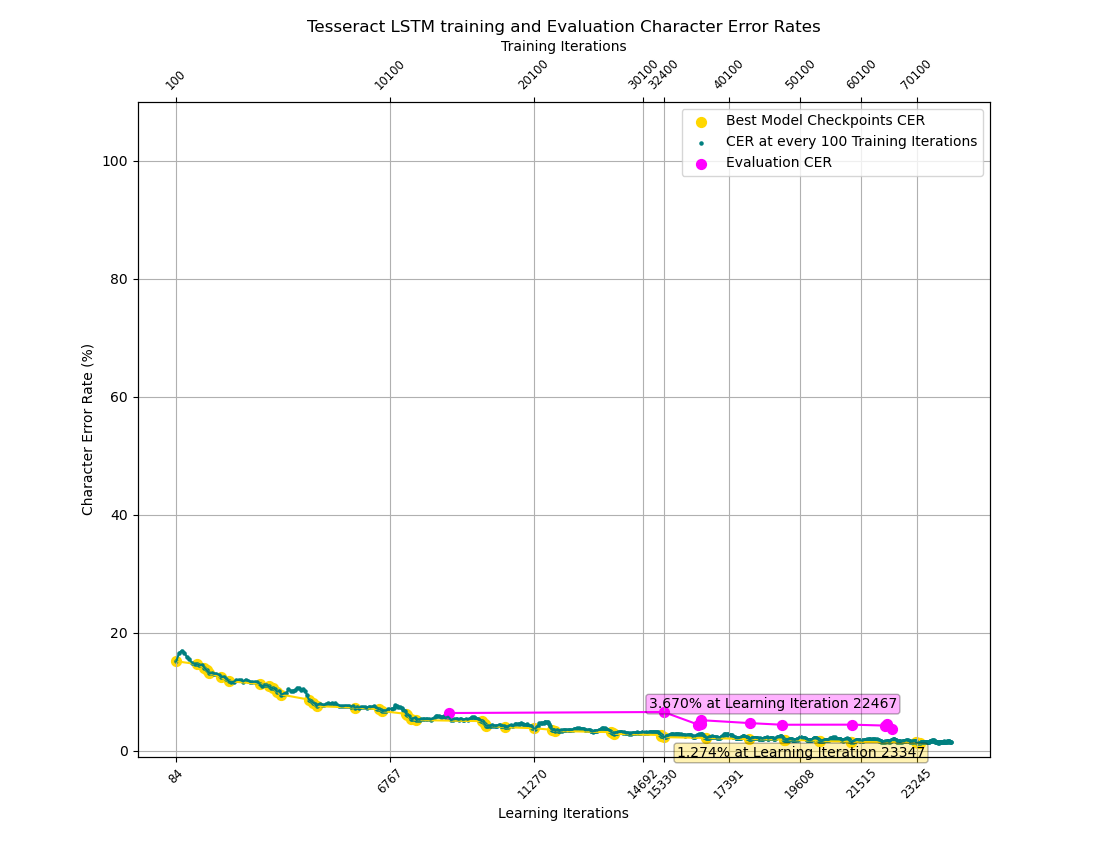 Tesseract LSTM training and Evaluation Character Error Rates
Training Iterations
100 10100 20100 30100 32400 40100 50100 60100 70100
Best Model Checkpoints CER
CER at every 100 Training Iterations
Evaluation CER
Character Error Rate (%)
100
80
60
40
20
0
3.670% at Learning Iteration 22467
1.274% at Learning Iteration 23347
84 6767 11270 14692 15330 17391 19608 21515 23245
Learning Iterations